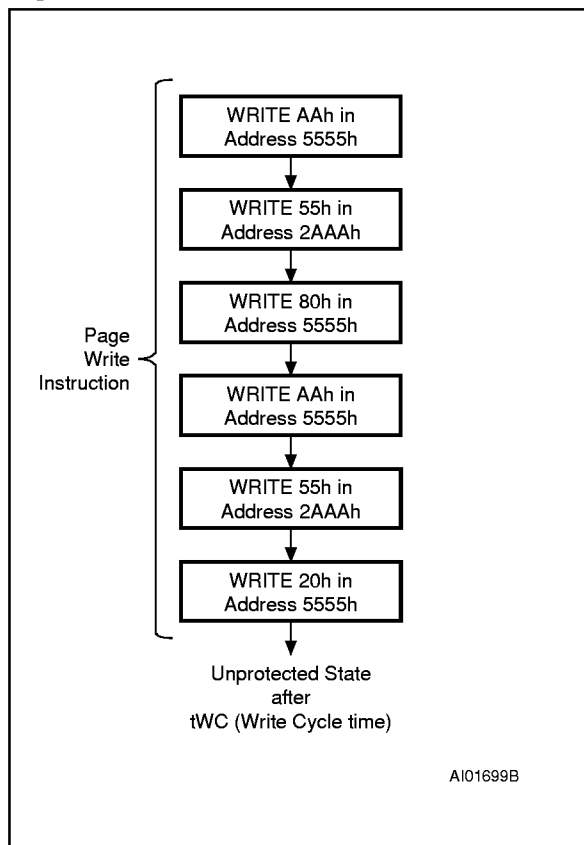 WRITE AAh in
Address 5555h
WRITE 55h in
Address 2AAAh
WRITE 80h in
Address 5555h
Page
Write
Instruction
WRITE AAh in
Address 5555h
WRITE 55h in
Address 2AAAh
WRITE 20h in
Address 5555h
Unprotected State
after
tWC (Write Cycle time)
AI01699B